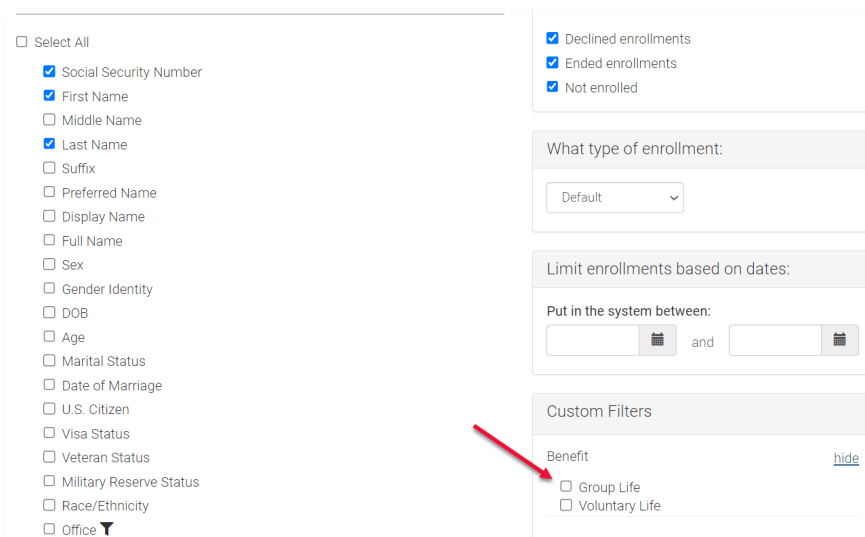 Select All
Social Security Number
First Name
Middle Name
Last Name
Suffix
Preferred Name
Display Name
Full Name
Sex
Gender Identity
DOB
Age
Marital Status
Date of Marriage
U.S. Citizen
Visa Status
Veteran Status
Military Reserve Status
Race/Ethnicity
Office
Declined enrollments
Ended enrollments
Not enrolled
What type of enrollment:
Default
Limit enrollments based on dates:
Put in the system between:
and
Custom Filters
Benefit hide
Group Life
Voluntary Life